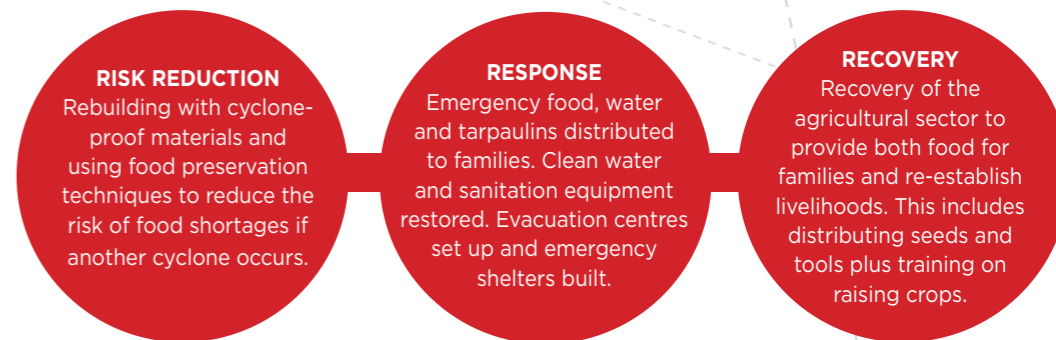 RISK REDUCTION
Rebuilding with cyclone-
proof materials and
using food preservation
techniques to reduce the
risk of food shortages if
another cyclone occurs.
RESPONSE
Emergency food, water
and tarpaulins distributed
to families. Clean water
and sanitation equipment
restored. Evacuation centres
set up and emergency
shelters built.
RECOVERY
Recovery of the
agricultural sector to
provide both food for
families and re-establish
livelihoods. This includes
distributing seeds and
tools plus training on
raising crops.